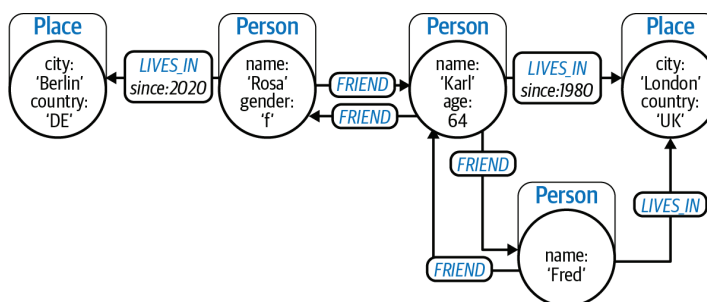 Place
city:
‘Berlin’
country:
‘DE’
LIVES_IN
since:2020
Person
name:
‘Rosa’
gender:
‘f’
FRIEND
FRIEND
Person
name:
‘Karl’
age:
64
LIVES_IN
since:1980
Place
city:
‘London’
country:
‘UK’
FRIEND
FRIEND
Person
name:
‘Fred’
LIVES_IN